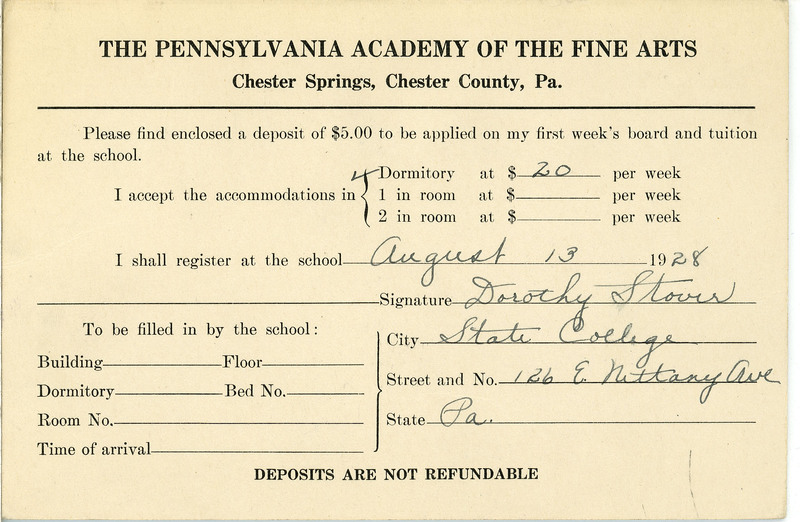 THE PENNSYLVANIA ACADEMY OF THE FINE ARTS
Chester Springs, Chester County, Pa.
Please find enclosed a deposit of $5.00 to be applied on my first week's board and tuition
at the school.
Dormitory at $ 20 per week
I accept the accommodations in 1 in room at $ per week
2 in room at $ per week
I shall register at the school August 13 1928
Signature Dorothy Stover
To be filled in by the school:
City State College
Building Floor
Street and No. 126 E. Nittany Ave
Dormitory Bed No.
State Pa.
Room No.
Time of arrival
DEPOSITS ARE NOT REFUNDABLE